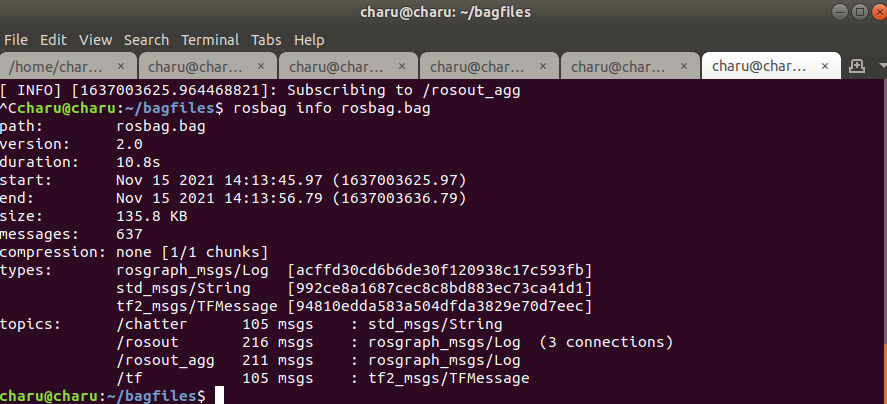 charu@charu: ~/bagfiles
File Edit View Search Terminal Tabs Help
/home/char... × charu@char... × charu@char... × charu@char... × charu@char... × charu@char... ×
[ INFO] [1637003625.964468821]: Subscribing to /rosout_agg
^Ccharu@charu:~/bagfiles$ rosbag info rosbag.bag
path:        rosbag.bag
version:     2.0
duration:    10.8s
start:       Nov 15 2021 14:13:45.97 (1637003625.97)
end:         Nov 15 2021 14:13:56.79 (1637003636.79)
size:        135.8 KB
messages:    637
compression: none [1/1 chunks]
types:       rosgraph_msgs/Log  [acffd30cd6b6de30f120938c17c593fb]
             std_msgs/String    [992ce8a1687cec8c8bd883ec73ca41d1]
             tf2_msgs/TFMessage [94810edda583a504dfda3829e70d7eec]
topics:      /chatter      105 msgs    : std_msgs/String
             /rosout       216 msgs    : rosgraph_msgs/Log  (3 connections)
             /rosout_agg   211 msgs    : rosgraph_msgs/Log
             /tf           105 msgs    : tf2_msgs/TFMessage
charu@charu:~/bagfiles$